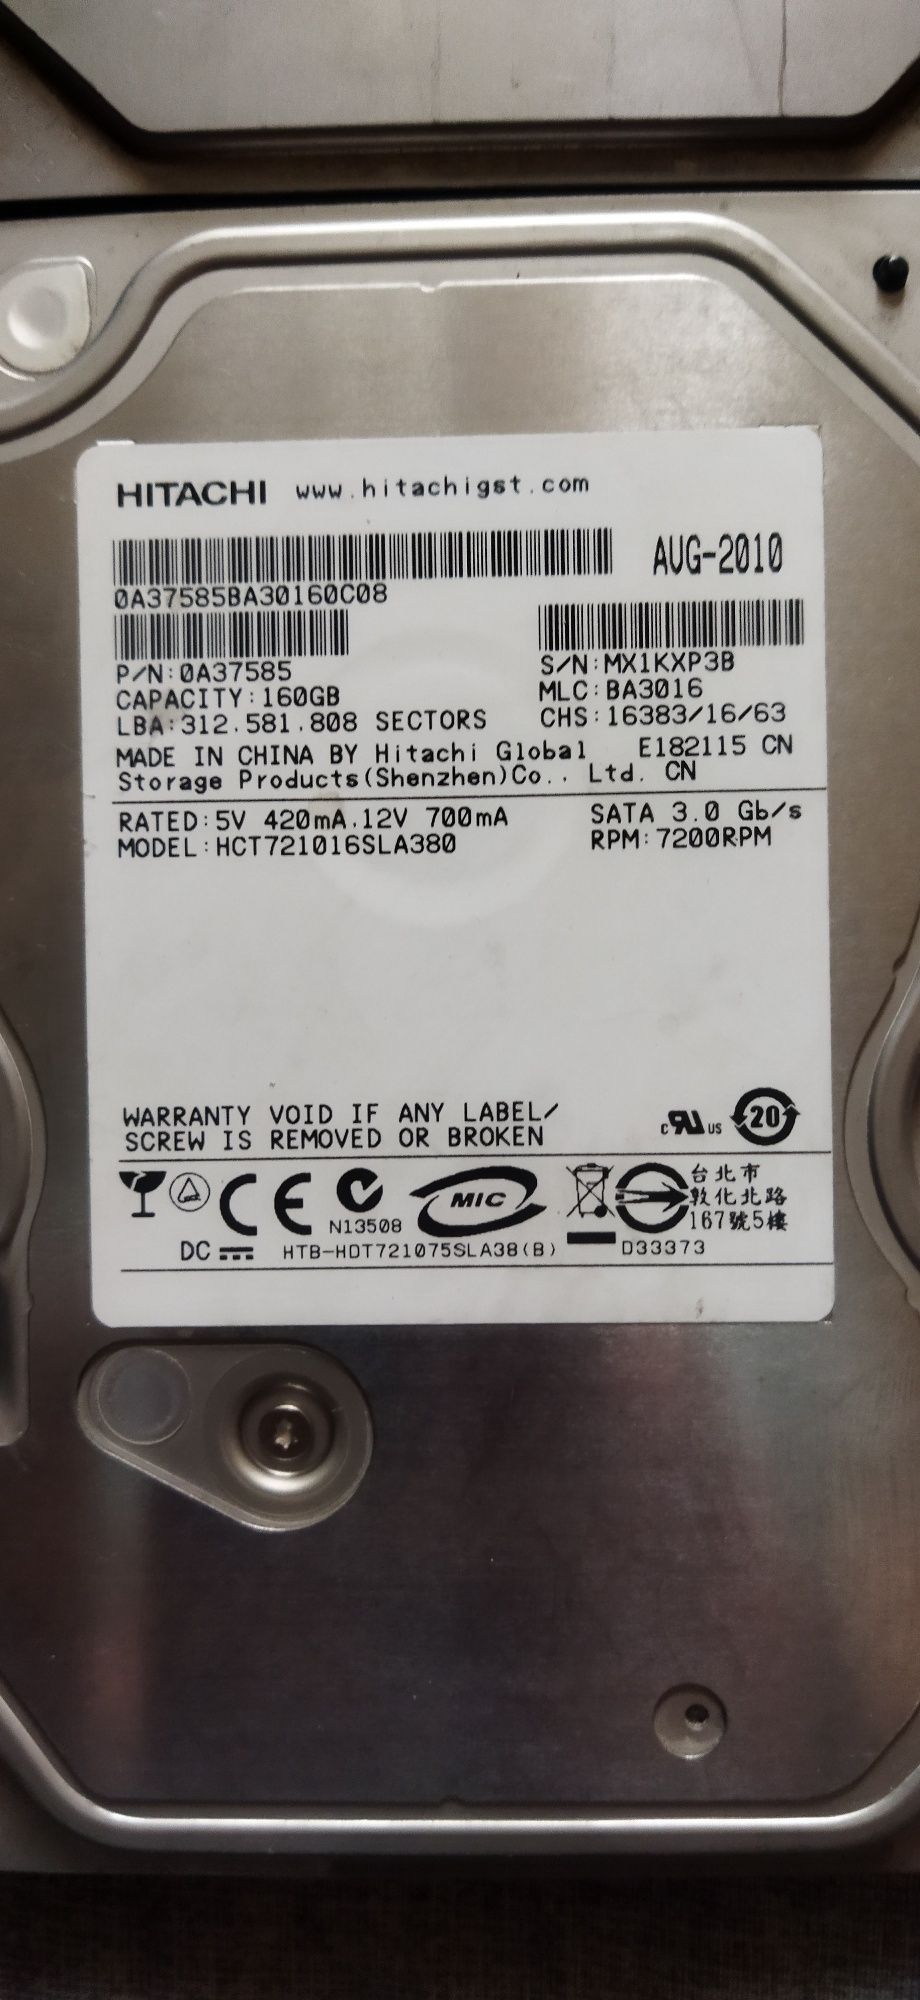 HITACHI www.hitachigst.com
AUG-2010
0A37585BA30160C08
P/N:0A37585 S/N:MX1KXP3B
CAPACITY:160GB MLC:BA3016
LBA:312.581.808 SECTORS CHS:16383/16/63
MADE IN CHINA BY Hitachi Global E182115 CN
Storage Products(Shenzhen)Co.. Ltd. CN
RATED:5V 420mA.12V 700mA SATA 3.0 Gb/s
MODEL:HCT721016SLA380 RPM:7200RPM
WARRANTY VOID IF ANY LABEL/
SCREW IS REMOVED OR BROKEN
c RU US 20
CE N13508 MIC
台北市
敦化北路
167號5樓
DC HTB-HDT721075SLA38(B) D33373